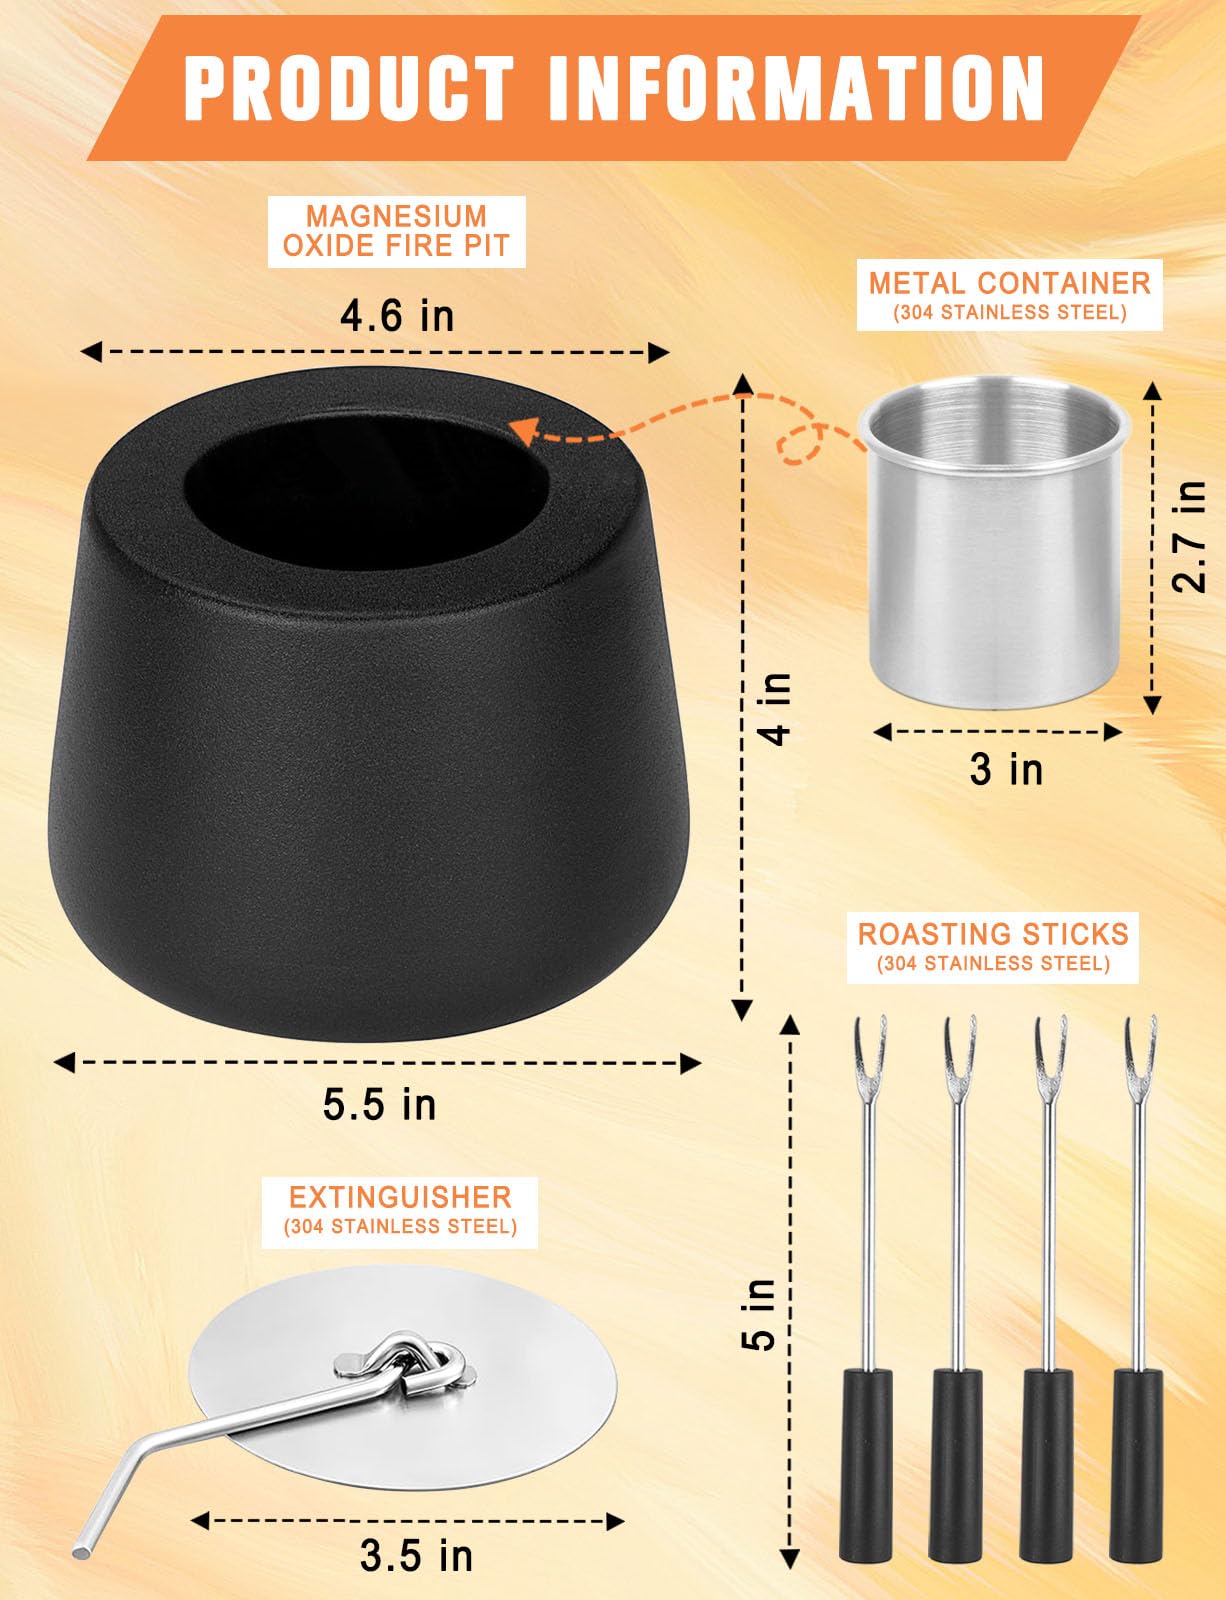 PRODUCT INFORMATION
MAGNESIUM
OXIDE FIRE PIT
4.6 in
METAL CONTAINER
(304 STAINLESS STEEL)
2.7 in
4 in
3 in
5.5 in
ROASTING STICKS
(304 STAINLESS STEEL)
5 in
EXTINGUISHER
(304 STAINLESS STEEL)
3.5 in